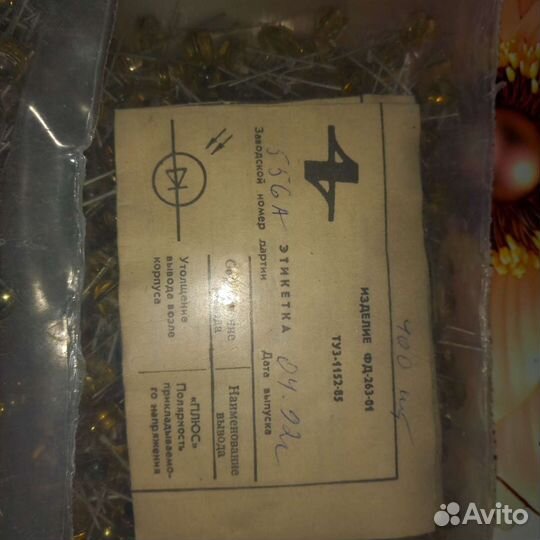 ИЗДЕЛИЕ ФД-263-01
400 шт
ТУ3-1152-85
ЭТИКЕТКА
Заводской номер партии
556А
Дата выпуска
04.92г
Наименование
вывода
Утолщение
вывода возле
корпуса
«ПЛЮС»
Полярность
прикладываемо-
го напряжения
Avito